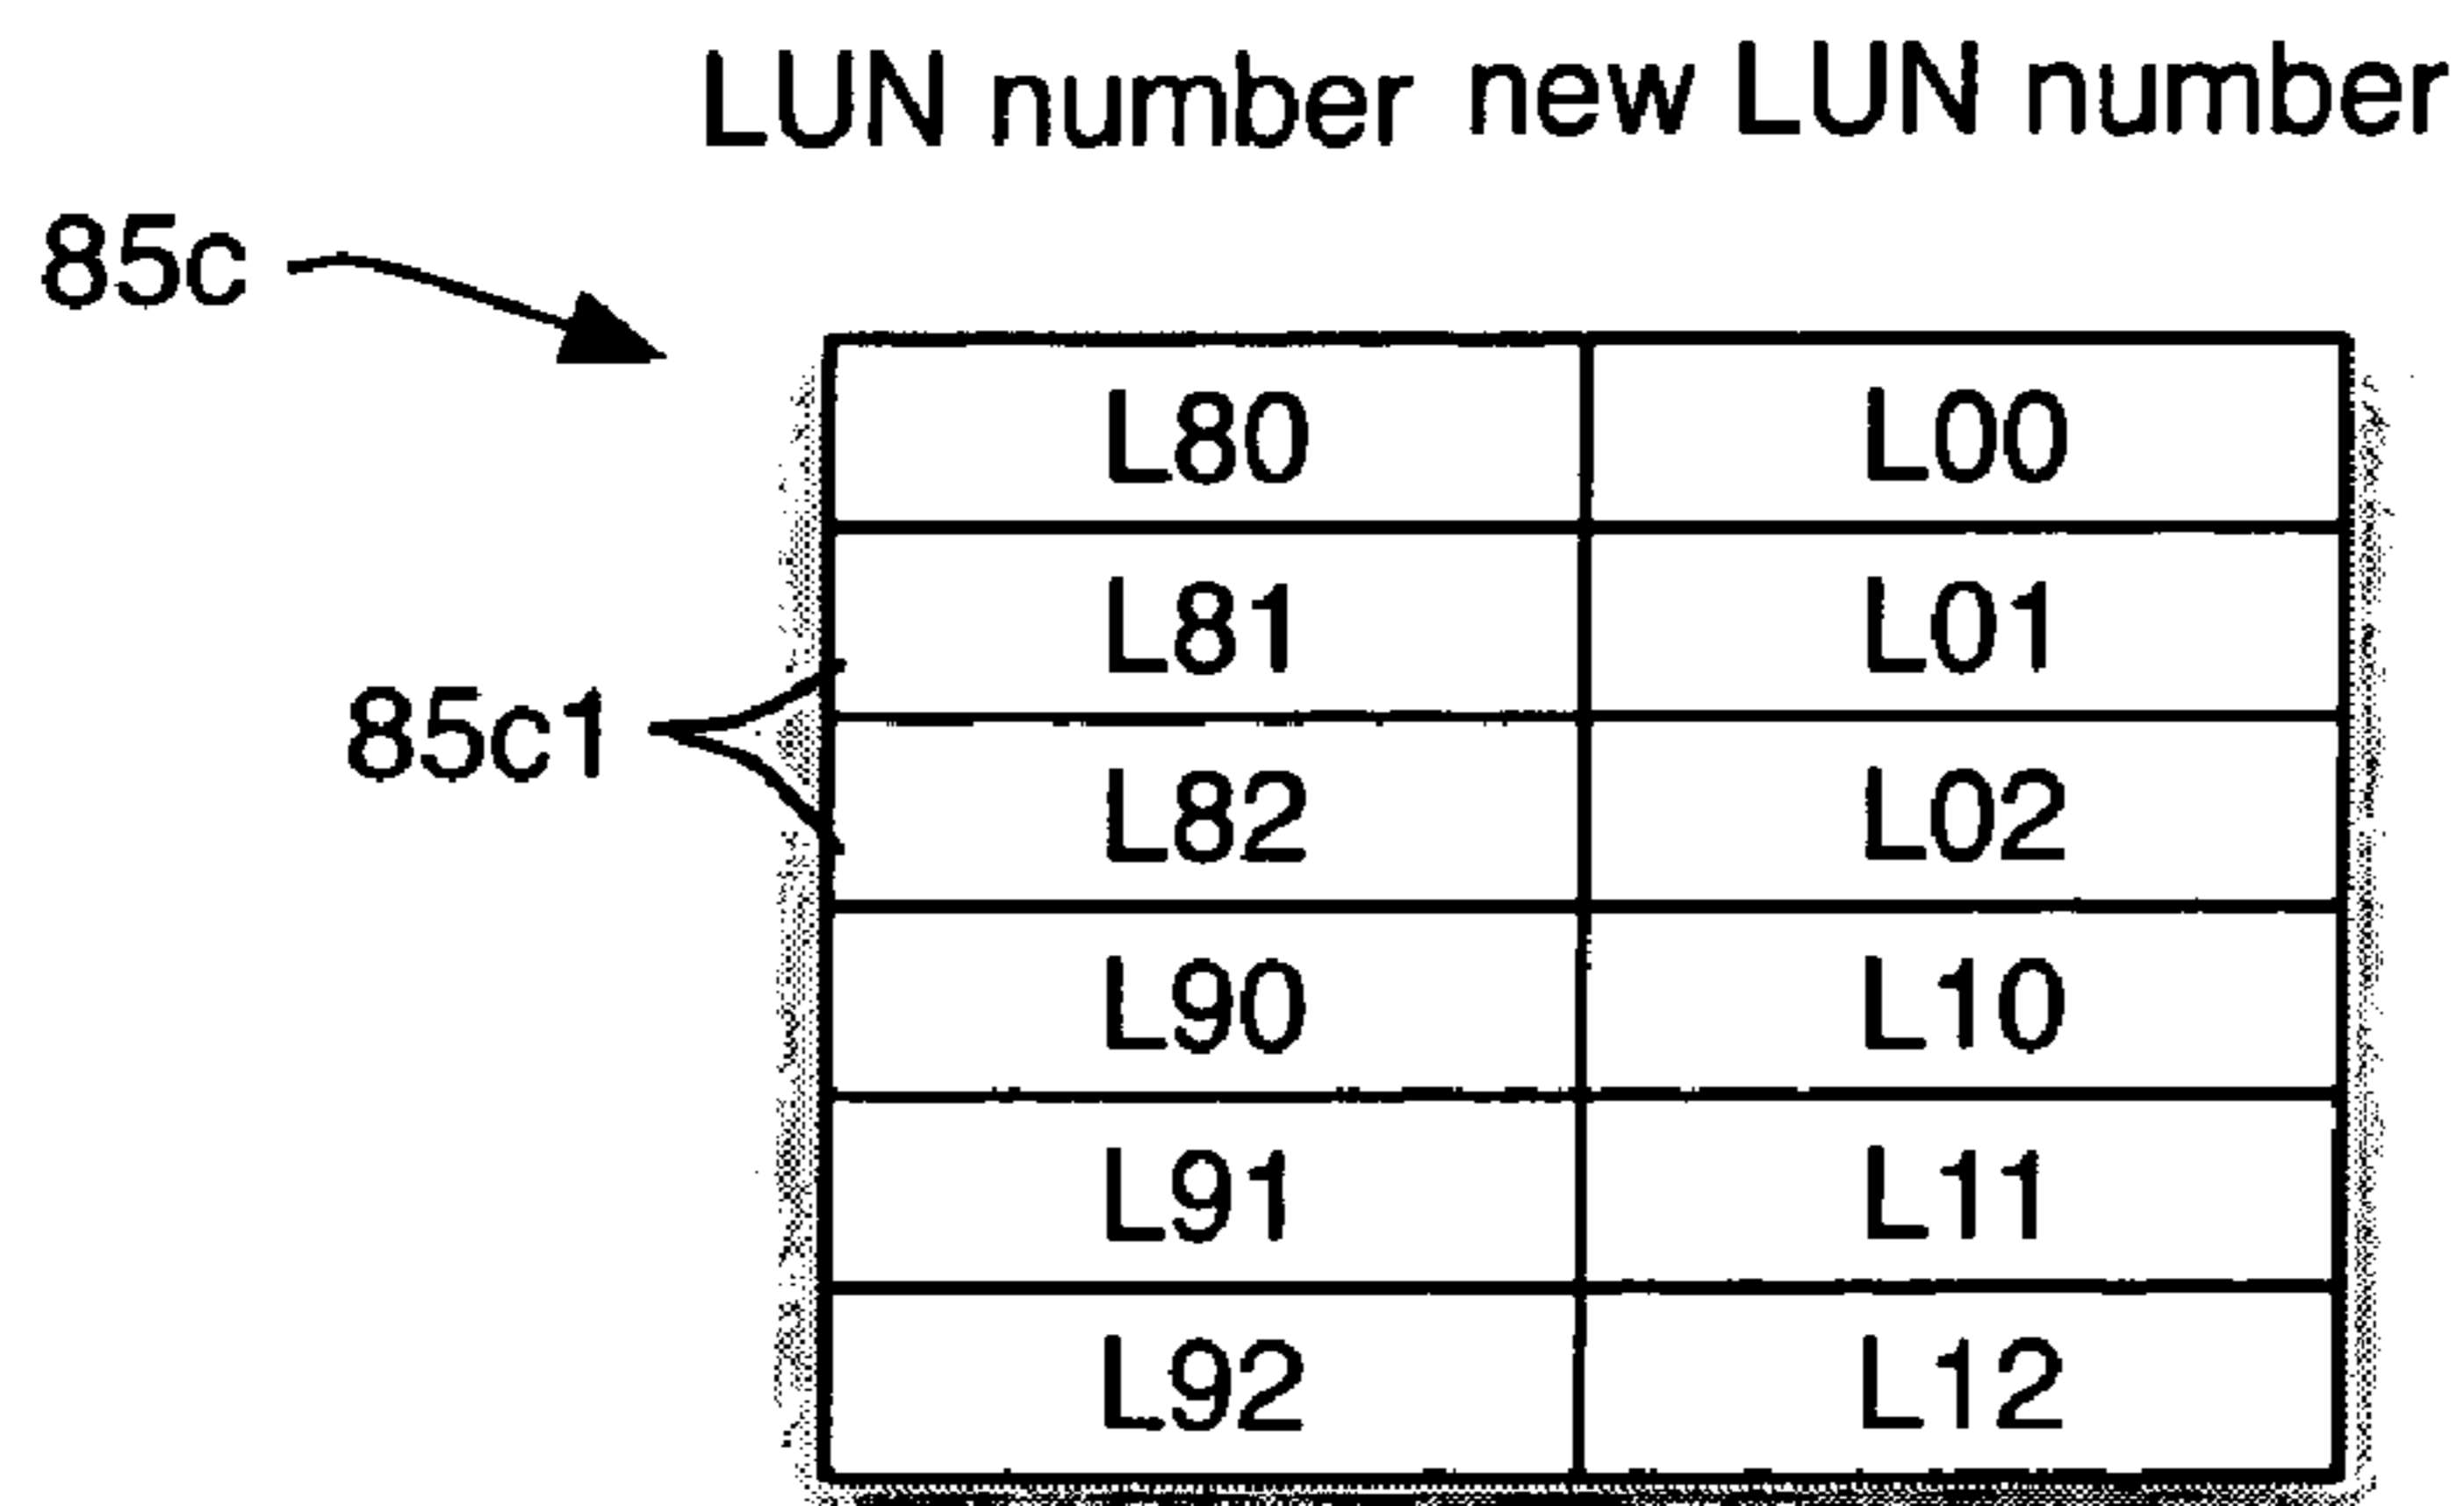 LUN number new LUN number
85c
L80 L00
L81 L01
85c1
L82 L02
L90 L10
L91 L11
L92 L12